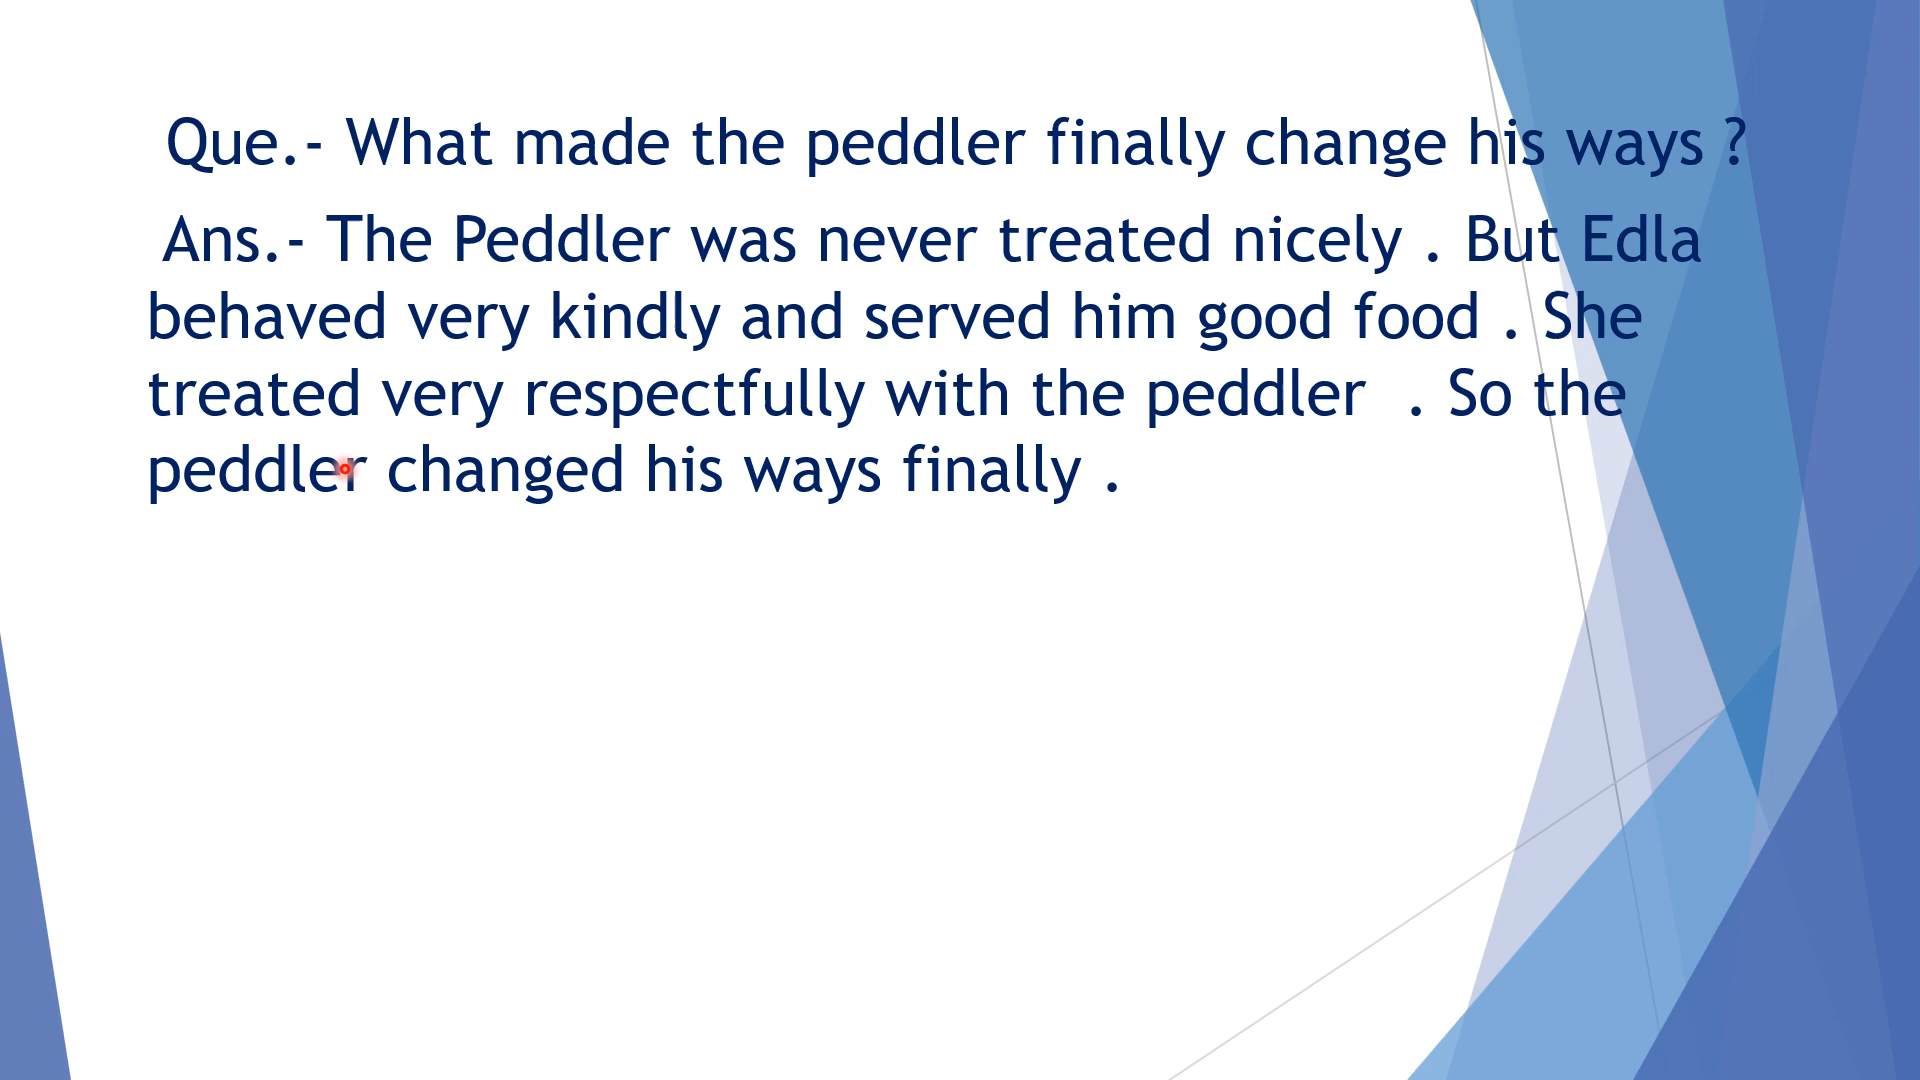 Que.- What made the peddler finally change his ways ?
Ans.- The Peddler was never treated nicely . But Edla
behaved very kindly and served him good food . She
treated very respectfully with the peddler  . So the
peddler changed his ways finally .